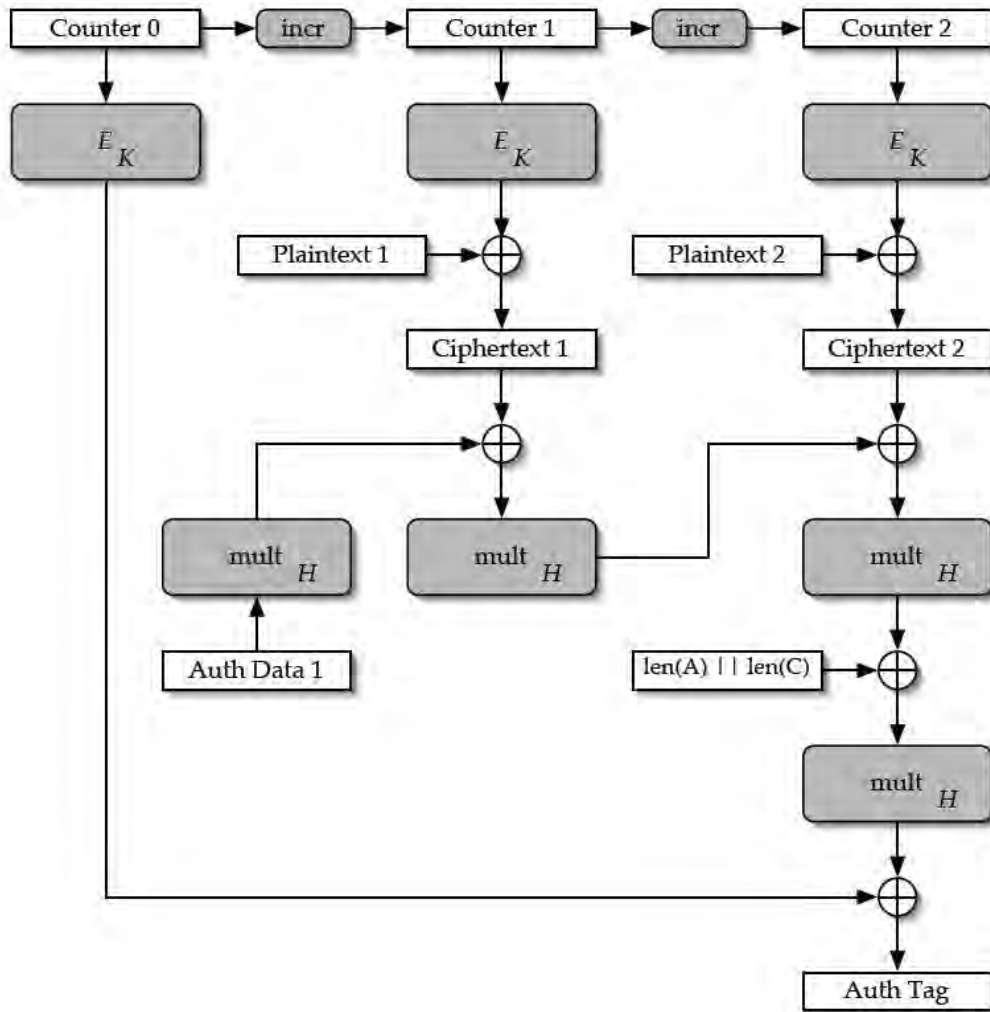 Counter 0
incr
Counter 1
incr
Counter 2
E K
E K
E K
Plaintext 1
Plaintext 2
Ciphertext 1
Ciphertext 2
mult H
mult H
mult H
Auth Data 1
len(A) || len(C)
mult H
Auth Tag